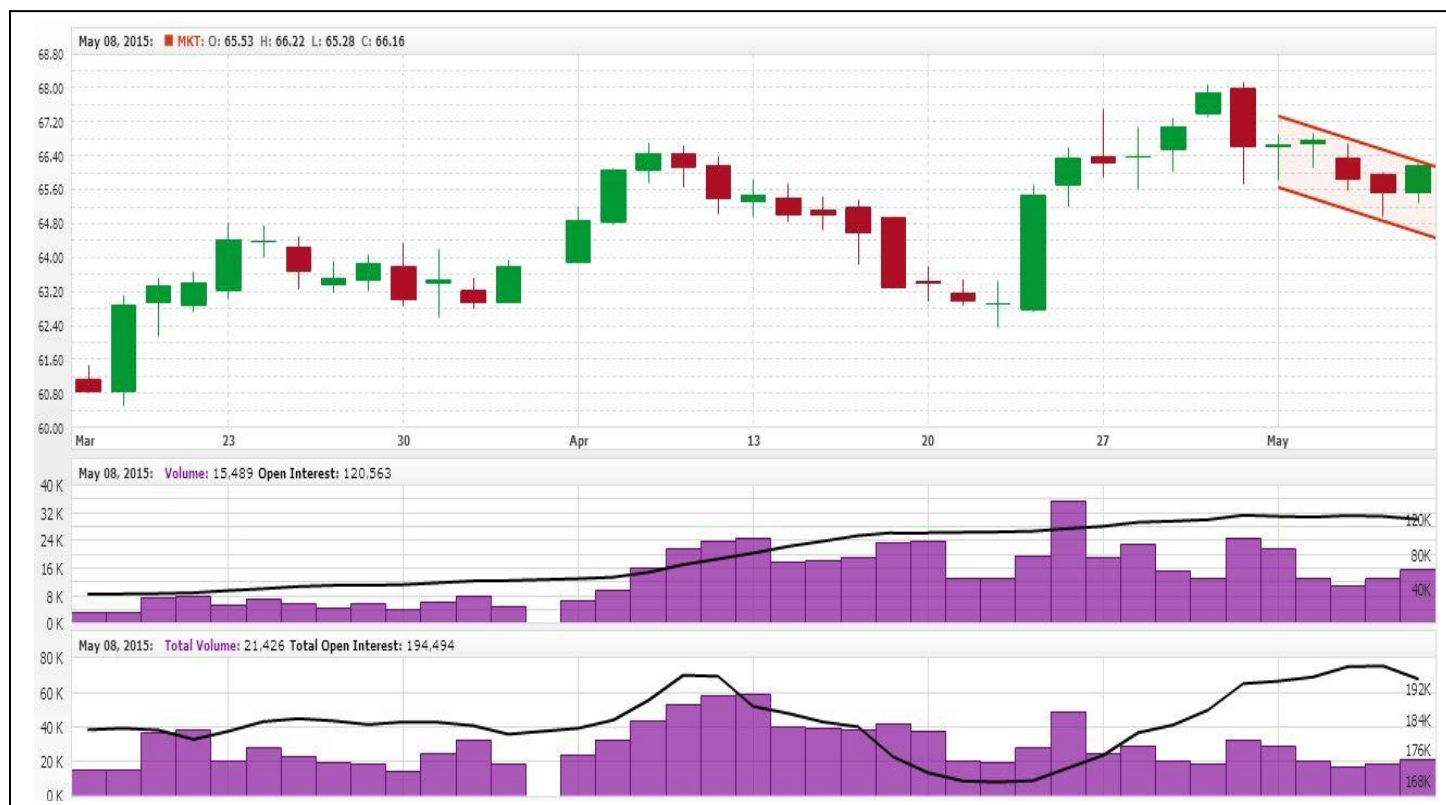 May 08, 2015: MKT: O: 65.53 H: 66.22 L: 65.28 C: 66.16
68.80
68.00
67.20
66.40
65.60
64.80
64.00
63.20
62.40
61.60
60.80
60.00
Mar 23 30 Apr 13 20 27 May
May 08, 2015: Volume: 15,489 Open Interest: 120,563
40 K
32 K
24 K
16 K
8 K
0 K
120K
80K
40K
May 08, 2015: Total Volume: 21,426 Total Open Interest: 194,494
80 K
60 K
40 K
20 K
0 K
192K
184K
176K
168K